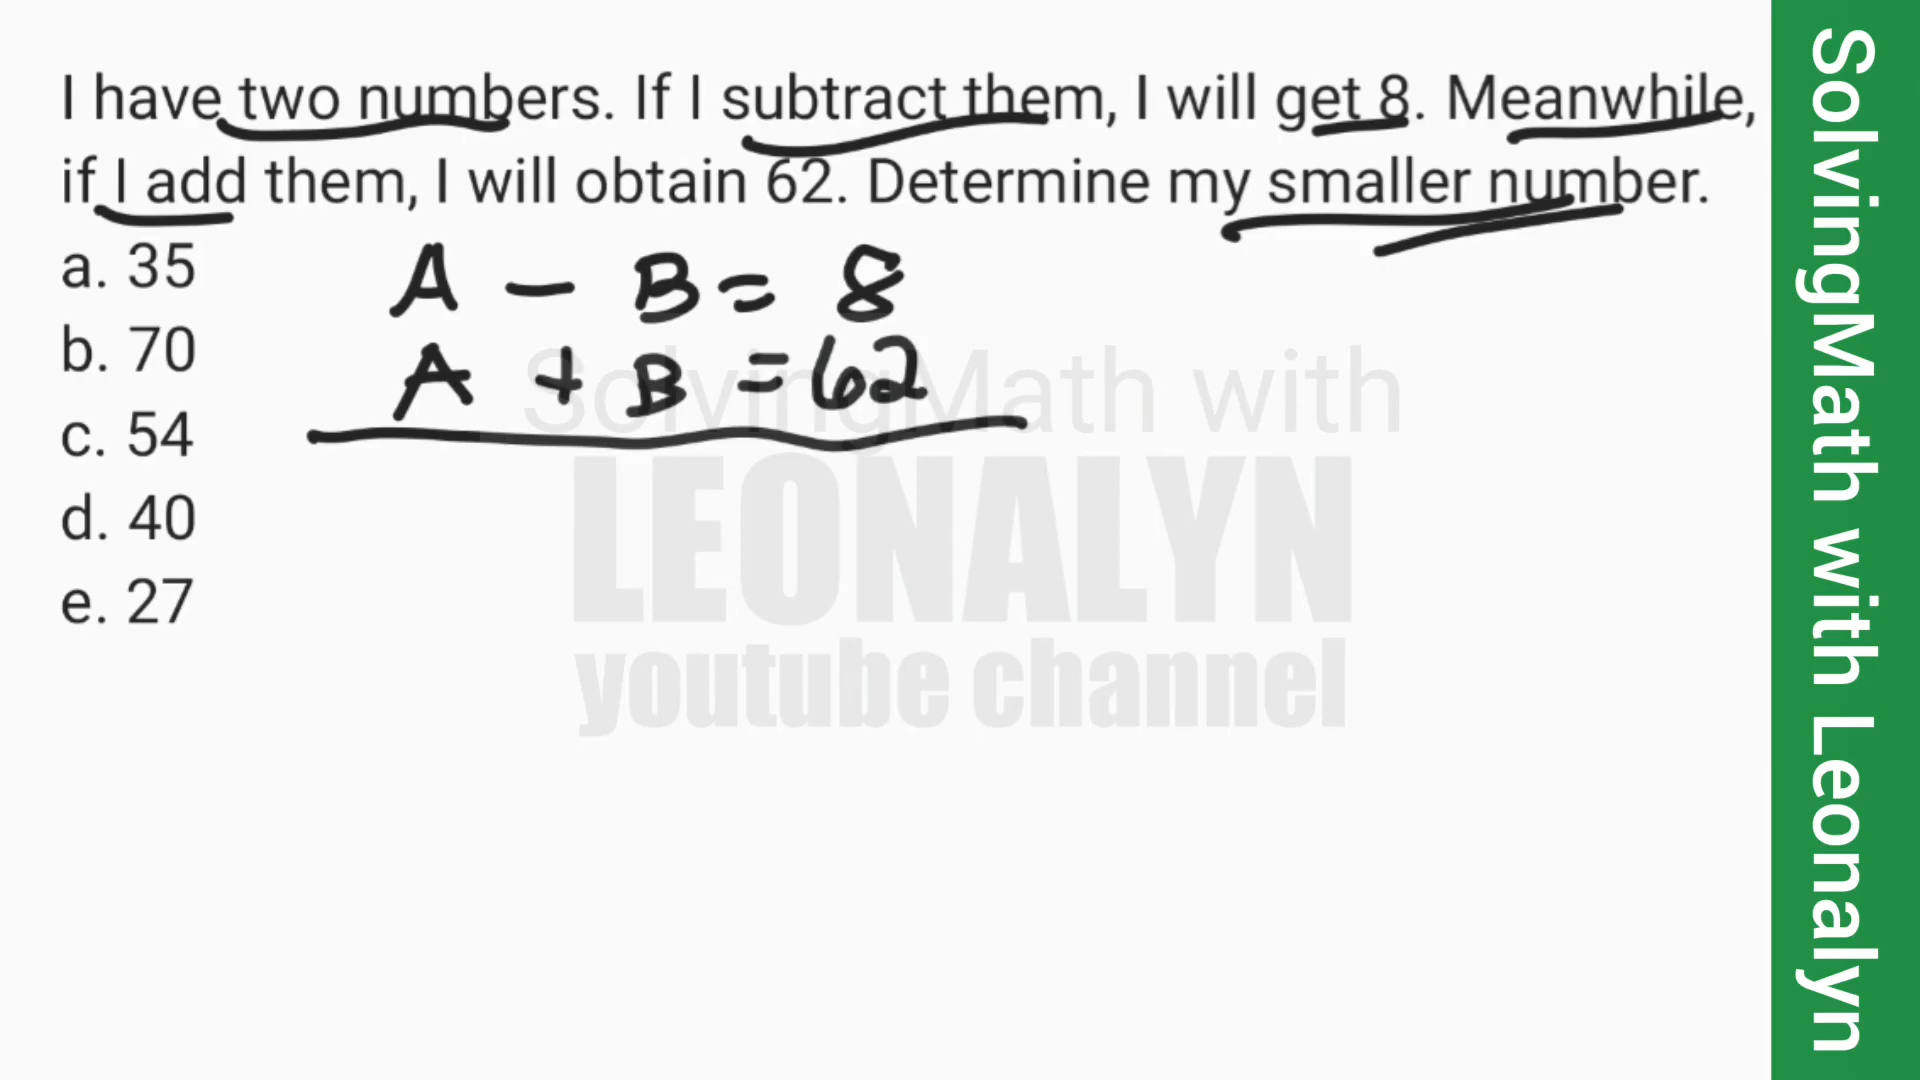 I have two numbers. If I subtract them, I will get 8. Meanwhile,
if I add them, I will obtain 62. Determine my smaller number.
a. 35
b. 70
c. 54
d. 40
e. 27
A - B = 8
A + B = 62
SolvingMath with
LEONALYN
youtube channel
SolvingMath with Leonalyn